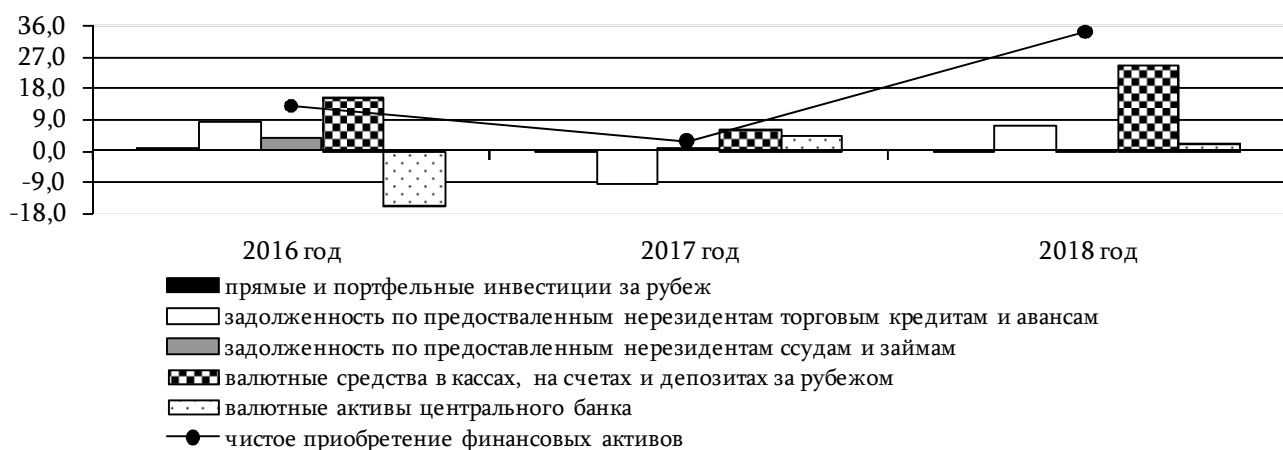 36,0
27,0
18,0
9,0
0,0
-9,0
-18,0
2016 год 2017 год 2018 год
прямые и портфельные инвестиции за рубеж
задолженность по предостваленным нерезидентам торговым кредитам и авансам
задолженность по предоставленным нерезидентам ссудам и займам
валютные средства в кассах, на счетах и депозитах за рубежом
валютные активы центрального банка
чистое приобретение финансовых активов